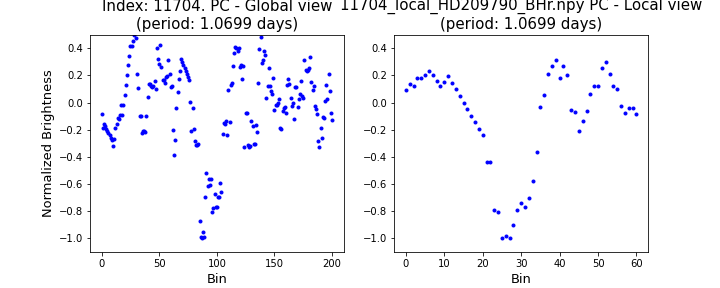 Index: 11704. PC - Global view
(period: 1.0699 days)
11704_local_HD209790_BHr.npy PC - Local view
(period: 1.0699 days)
Normalized Brightness
0.4
0.2
0.0
−0.2
−0.4
−0.6
−0.8
−1.0
0 50 100 150 200
Bin
0.4
0.2
0.0
−0.2
−0.4
−0.6
−0.8
−1.0
0 10 20 30 40 50 60
Bin